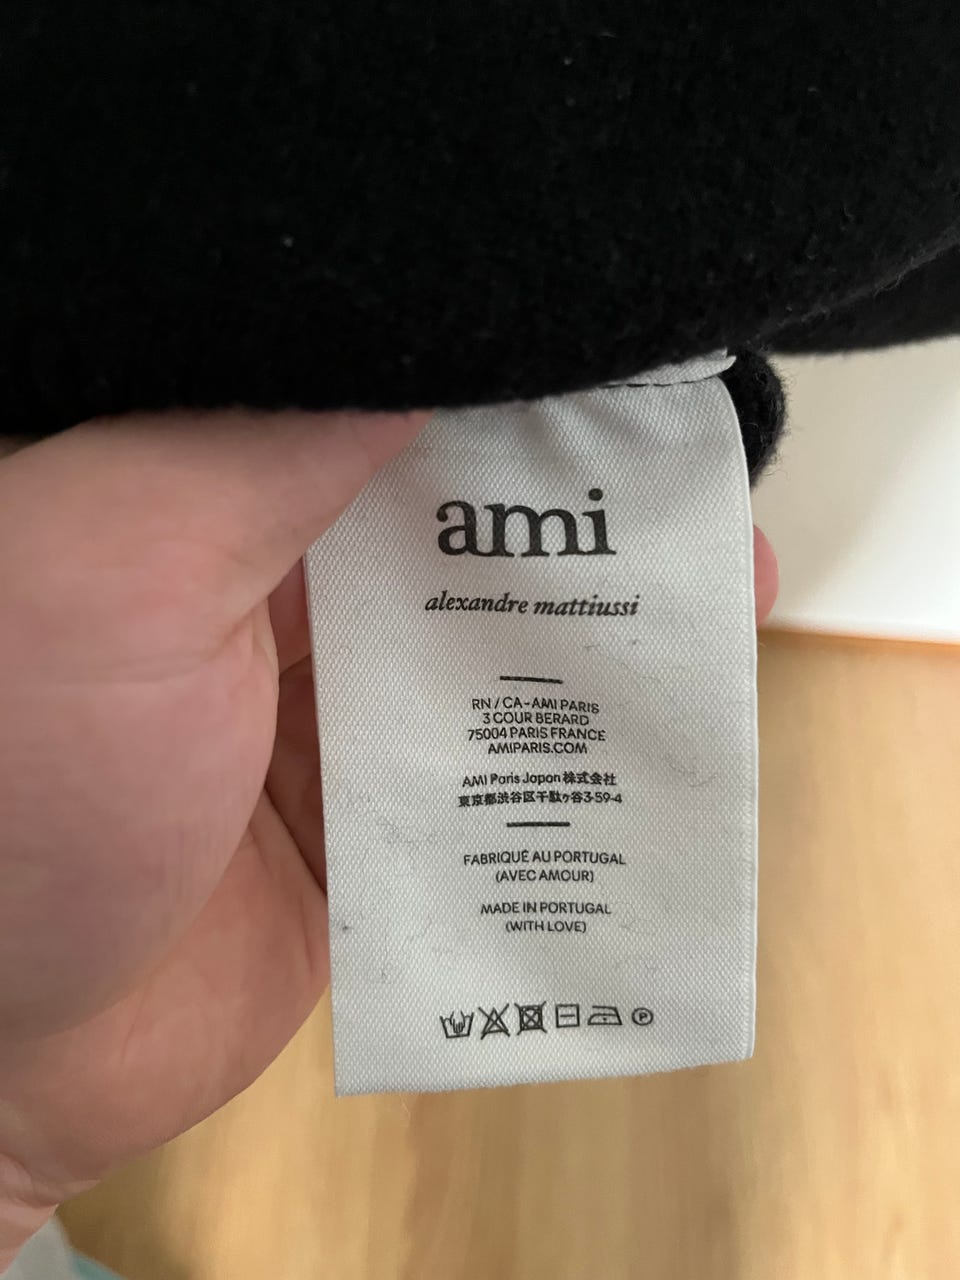 ami
alexandre mattiussi
RN / CA-AMI PARIS
3 COUR BERARD
75004 PARIS FRANCE
AMIPARIS.COM
AMI Paris Japan 株式会社
東京都渋谷区千駄ヶ谷3-59-4
FABRIQUÉ AU PORTUGAL
(AVEC AMOUR)
MADE IN PORTUGAL
(WITH LOVE)
P